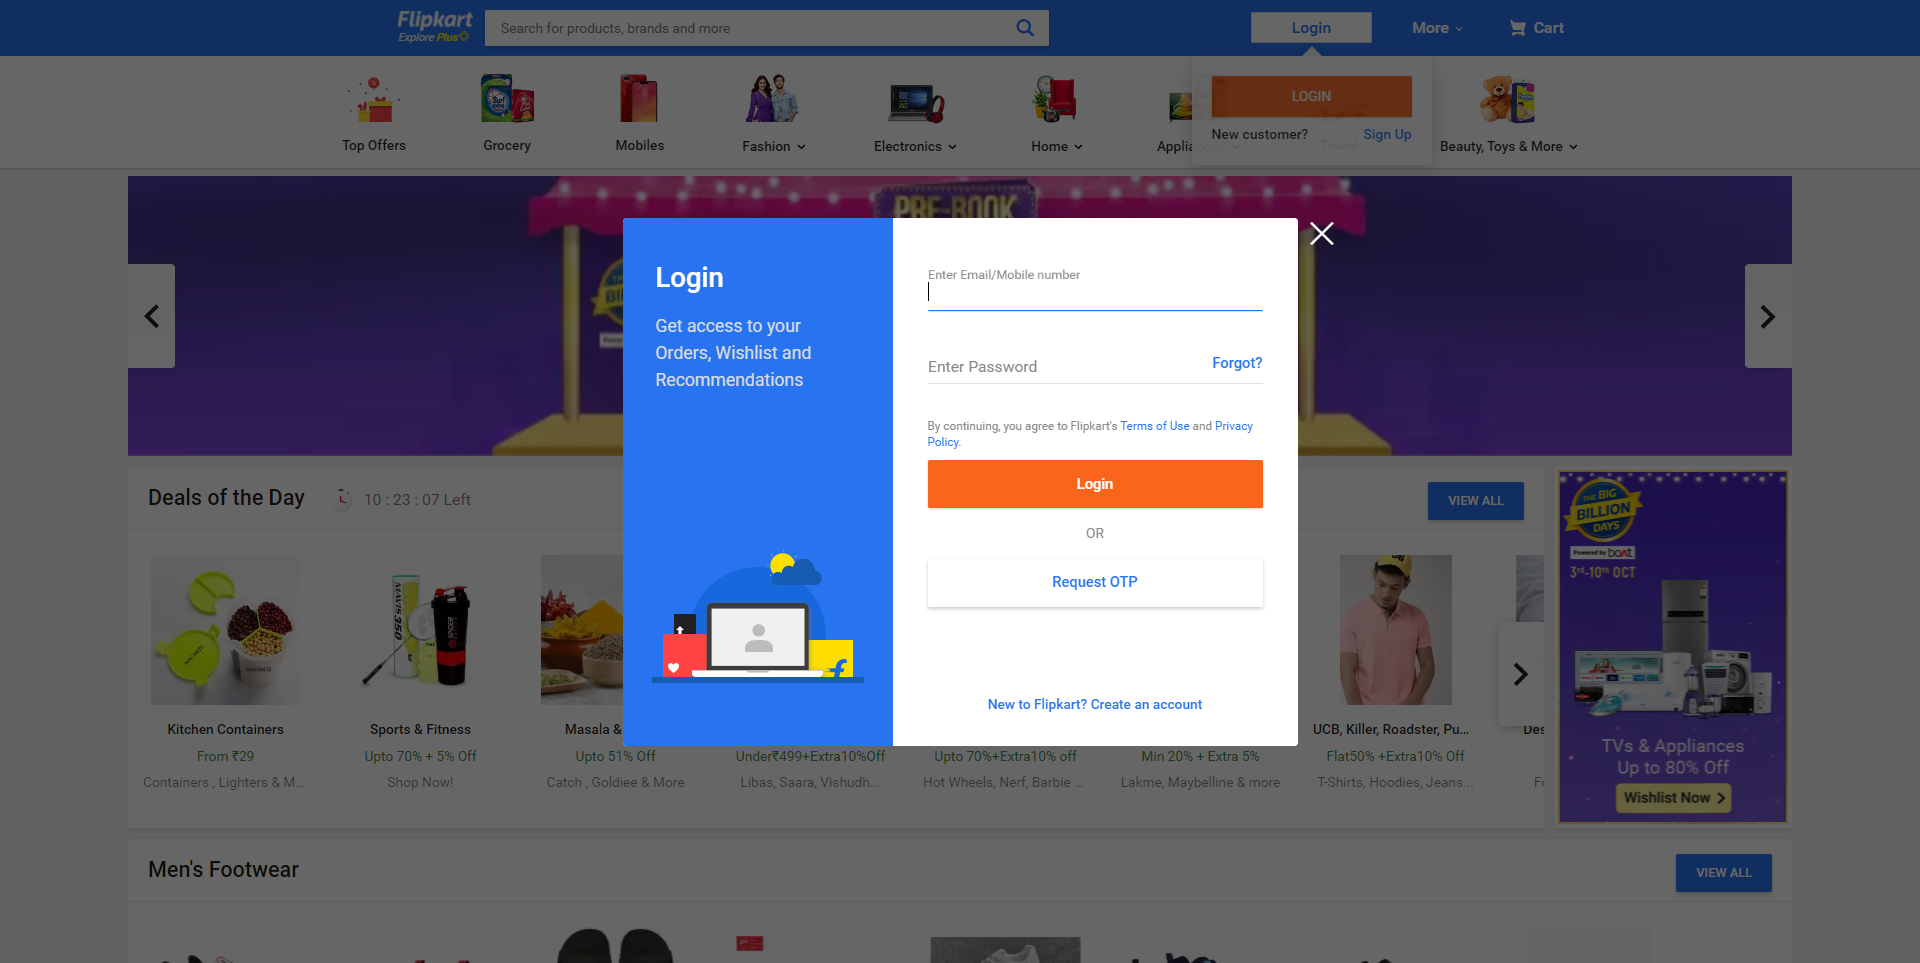 Flipkart
Explore Plus
Search for products, brands and more
Login
More
Cart
LOGIN
New customer?
Sign Up
Top Offers
Grocery
Mobiles
Fashion
Electronics
Home
Appliances
Travel
Beauty, Toys & More
PRE-BOOK
Login
Get access to your
Orders, Wishlist and
Recommendations
Enter Email/Mobile number
Enter Password
Forgot?
By continuing, you agree to Flipkart's Terms of Use and Privacy
Policy.
Login
OR
Request OTP
New to Flipkart? Create an account
Deals of the Day
10 : 23 : 07 Left
VIEW ALL
Kitchen Containers
From ₹29
Containers , Lighters & M...
Sports & Fitness
Upto 70% + 5% Off
Shop Now!
Masala &
Upto 51% Off
Catch , Goldiee & More
Under₹499+Extra10%Off
Libas, Saara, Vishudh...
Upto 70%+Extra10% off
Hot Wheels, Nerf, Barbie ...
Min 20% + Extra 5%
Lakme, Maybelline & more
UCB, Killer, Roadster, Pu...
Flat50% +Extra10% Off
T-Shirts, Hoodies, Jeans...
THE BIG
BILLION
DAYS
Powered by boAt
3rd-10th OCT
TVs & Appliances
Up to 80% Off
Wishlist Now
Men's Footwear
VIEW ALL